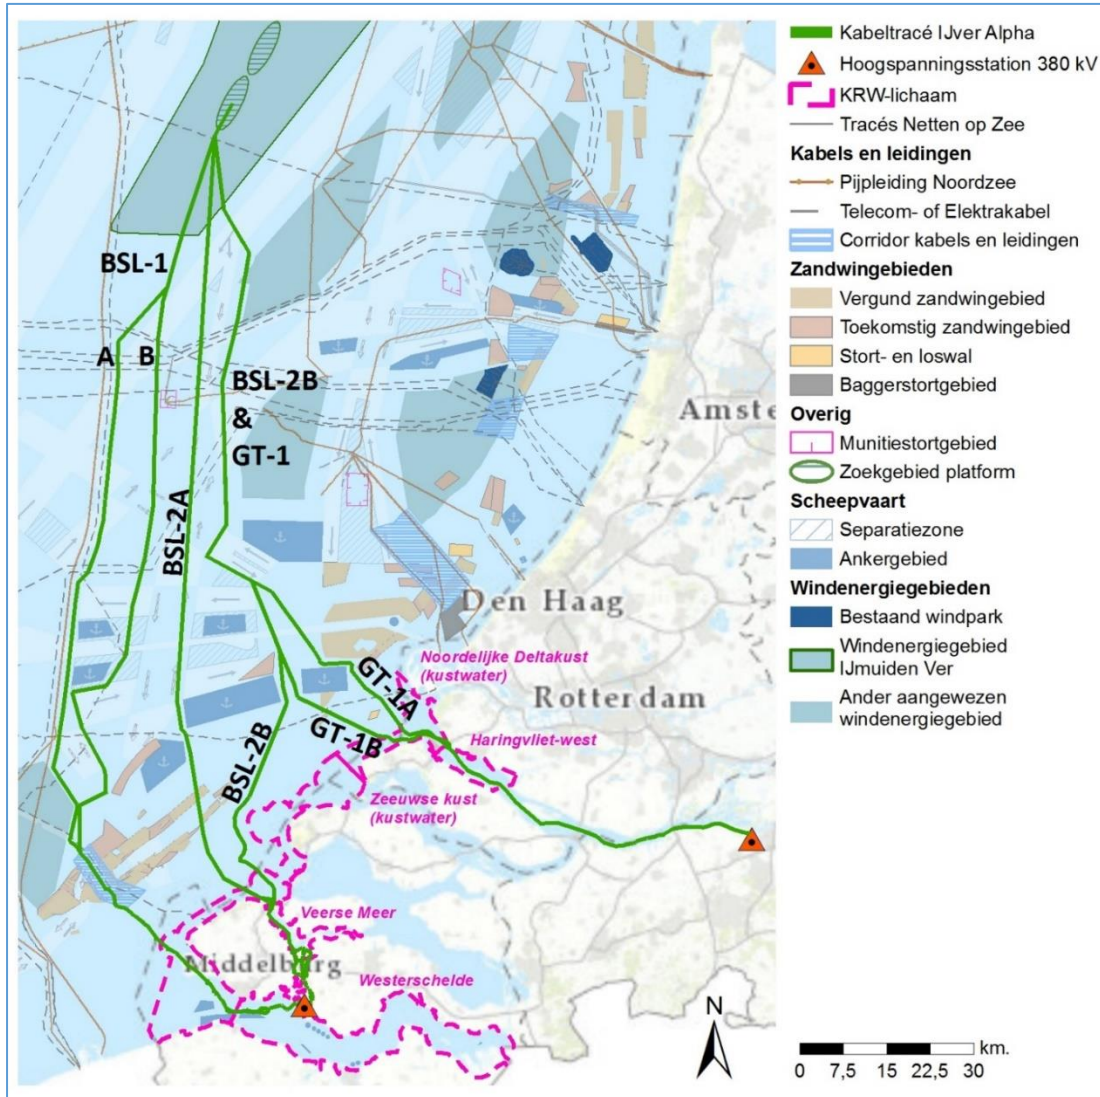 BSL-1
A
B
BSL-2B
&
GT-1
BSL-2A
Amste
Den Haag
Noordelijke Deltakust
(kustwater)
GT-1A
Rotterdam
GT-1B
Haringvliet-west
BSL-2B
Zeeuwse kust
(kustwater)
Veerse Meer
Middelburg
Westerschelde
N
Kabeltracé IJver Alpha
Hoogspanningsstation 380 kV
KRW-lichaam
Tracés Netten op Zee
Kabels en leidingen
Pijpleiding Noordzee
Telecom- of Elektrakabel
Corridor kabels en leidingen
Zandwingebieden
Vergund zandwingebied
Toekomstig zandwingebied
Stort- en loswal
Baggerstortgebied
Overig
Munitiestortgebied
Zoekgebied platform
Scheepvaart
Separatiezone
Ankergebied
Windenergiegebieden
Bestaand windpark
Windenergiegebied
IJmuiden Ver
Ander aangewezen
windenergiegebied
km.
0 7,5 15 22,5 30